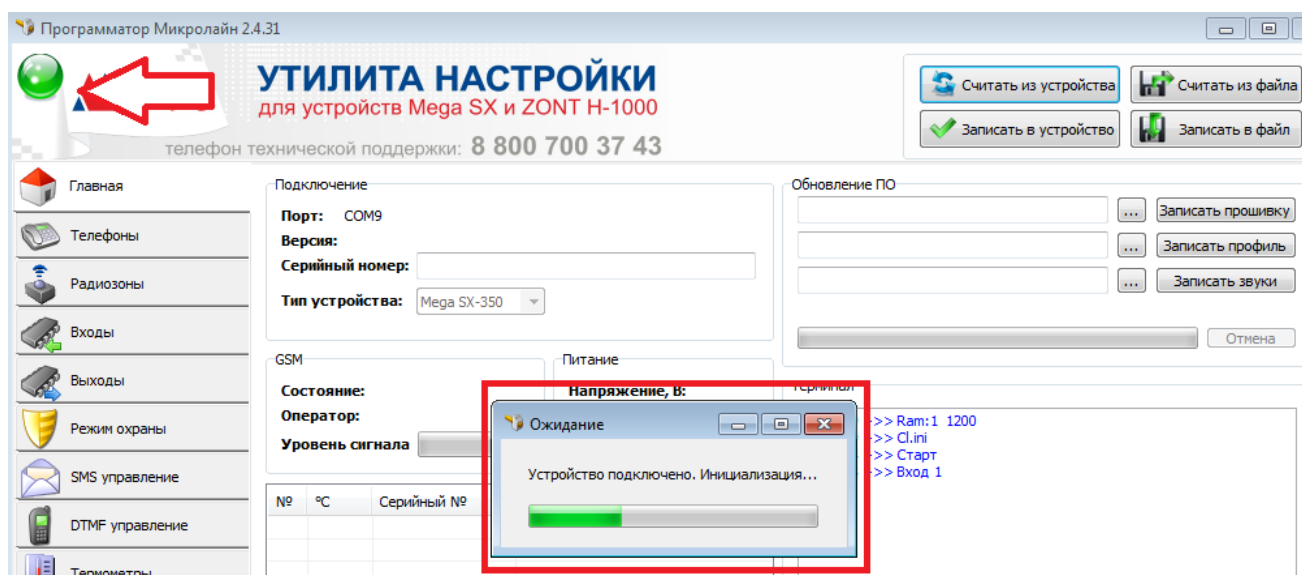 Программатор Микролайн 2.4.31
УТИЛИТА НАСТРОЙКИ
для устройств Mega SX и ZONT H-1000
телефон технической поддержки: 8 800 700 37 43
Считать из устройства
Считать из файла
Записать в устройство
Записать в файл
Главная
Телефоны
Радиозоны
Входы
Выходы
Режим охраны
SMS управление
DTMF управление
Термометры
Подключение
Порт: COM9
Версия:
Серийный номер:
Тип устройства: Mega SX-350
GSM
Состояние:
Оператор:
Уровень сигнала
Питание
Напряжение, В:
№ °C Серийный №
Обновление ПО
... Записать прошивку
... Записать профиль
... Записать звуки
Отмена
Терминал
>> Ram:1 1200
>> Cl.ini
>> Старт
>> Вход 1
Ожидание
Устройство подключено. Инициализация...